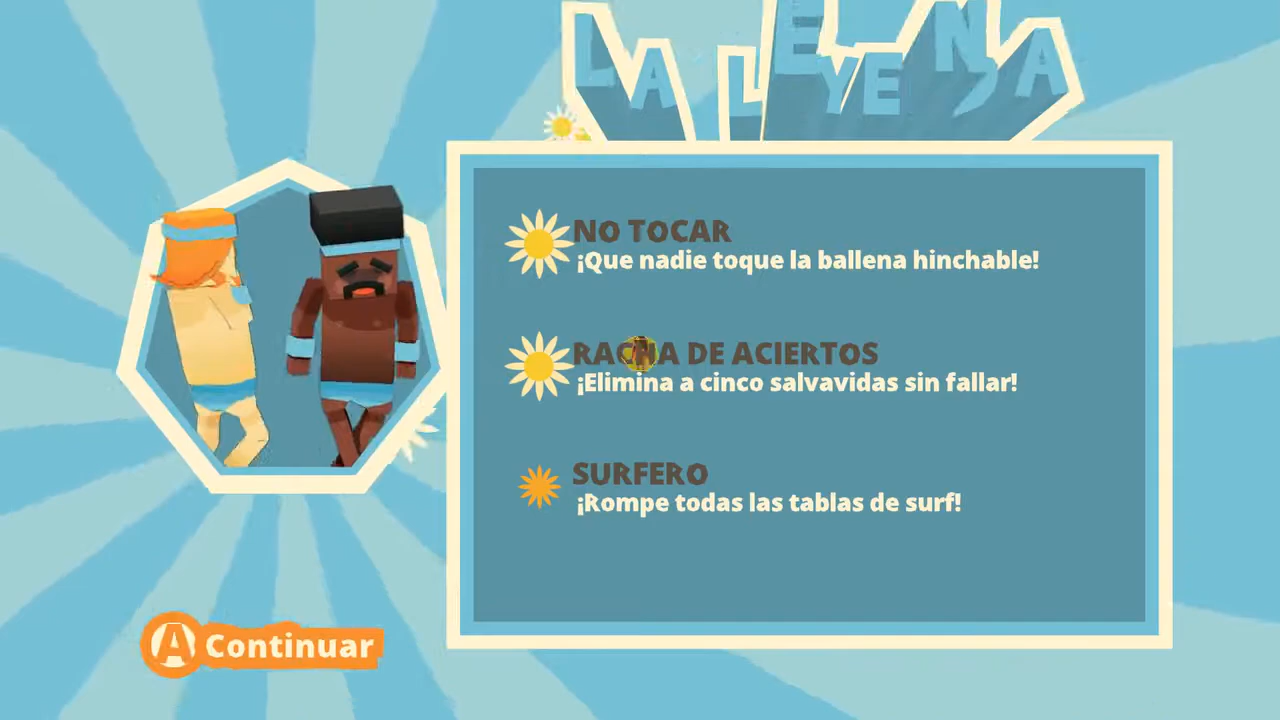 LA LEYENDA
NO TOCAR
¡Que nadie toque la ballena hinchable!
RACHA DE ACIERTOS
¡Elimina a cinco salvavidas sin fallar!
SURFERO
¡Rompe todas las tablas de surf!
A Continuar